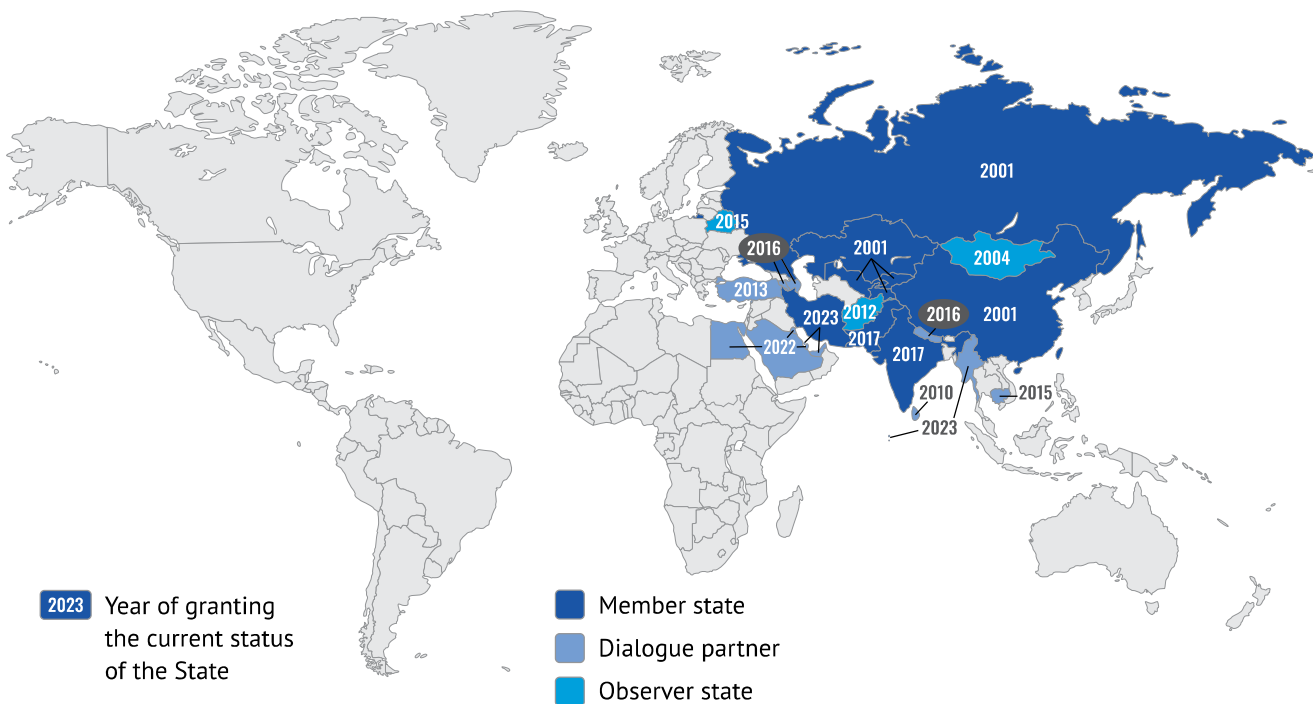 2001
2015
2016
2001
2004
2013
2023
2012
2016
2001
2022
2017
2017
2010
2015
2023
2023 Year of granting
the current status
of the State
Member state
Dialogue partner
Observer state